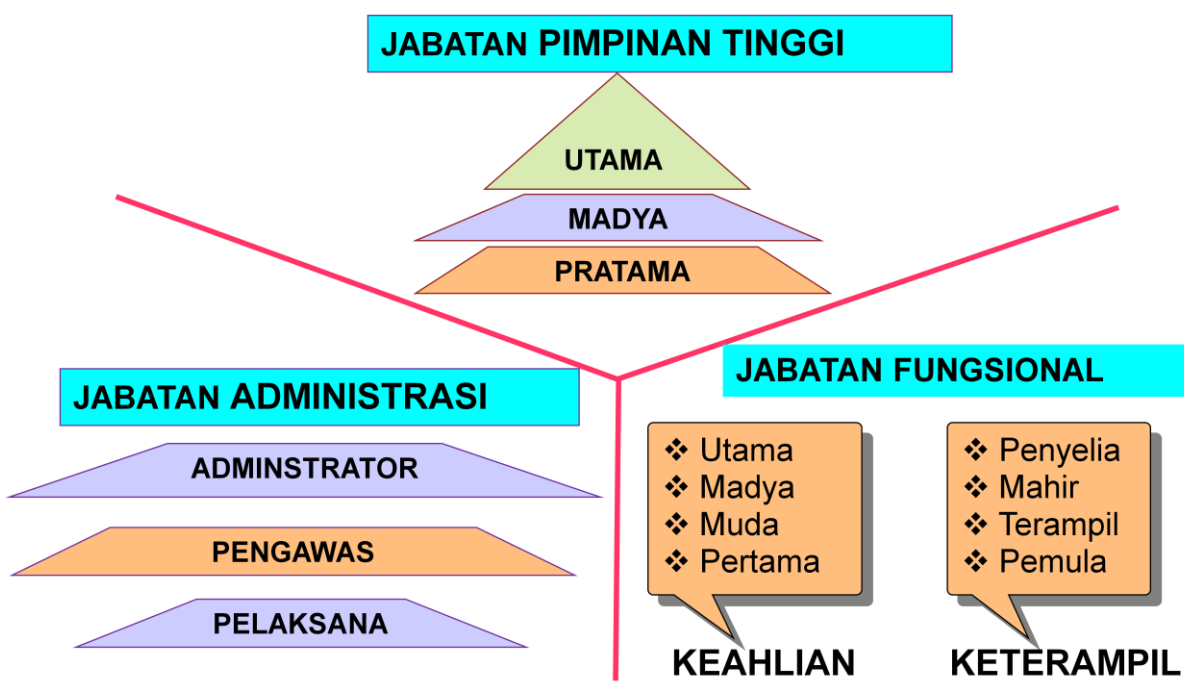 JABATAN PIMPINAN TINGGI
UTAMA
MADYA
PRATAMA
JABATAN ADMINISTRASI
ADMINSTRATOR
PENGAWAS
PELAKSANA
JABATAN FUNGSIONAL
❖ Utama
❖ Madya
❖ Muda
❖ Pertama
KEAHLIAN
❖ Penyelia
❖ Mahir
❖ Terampil
❖ Pemula
KETERAMPIL